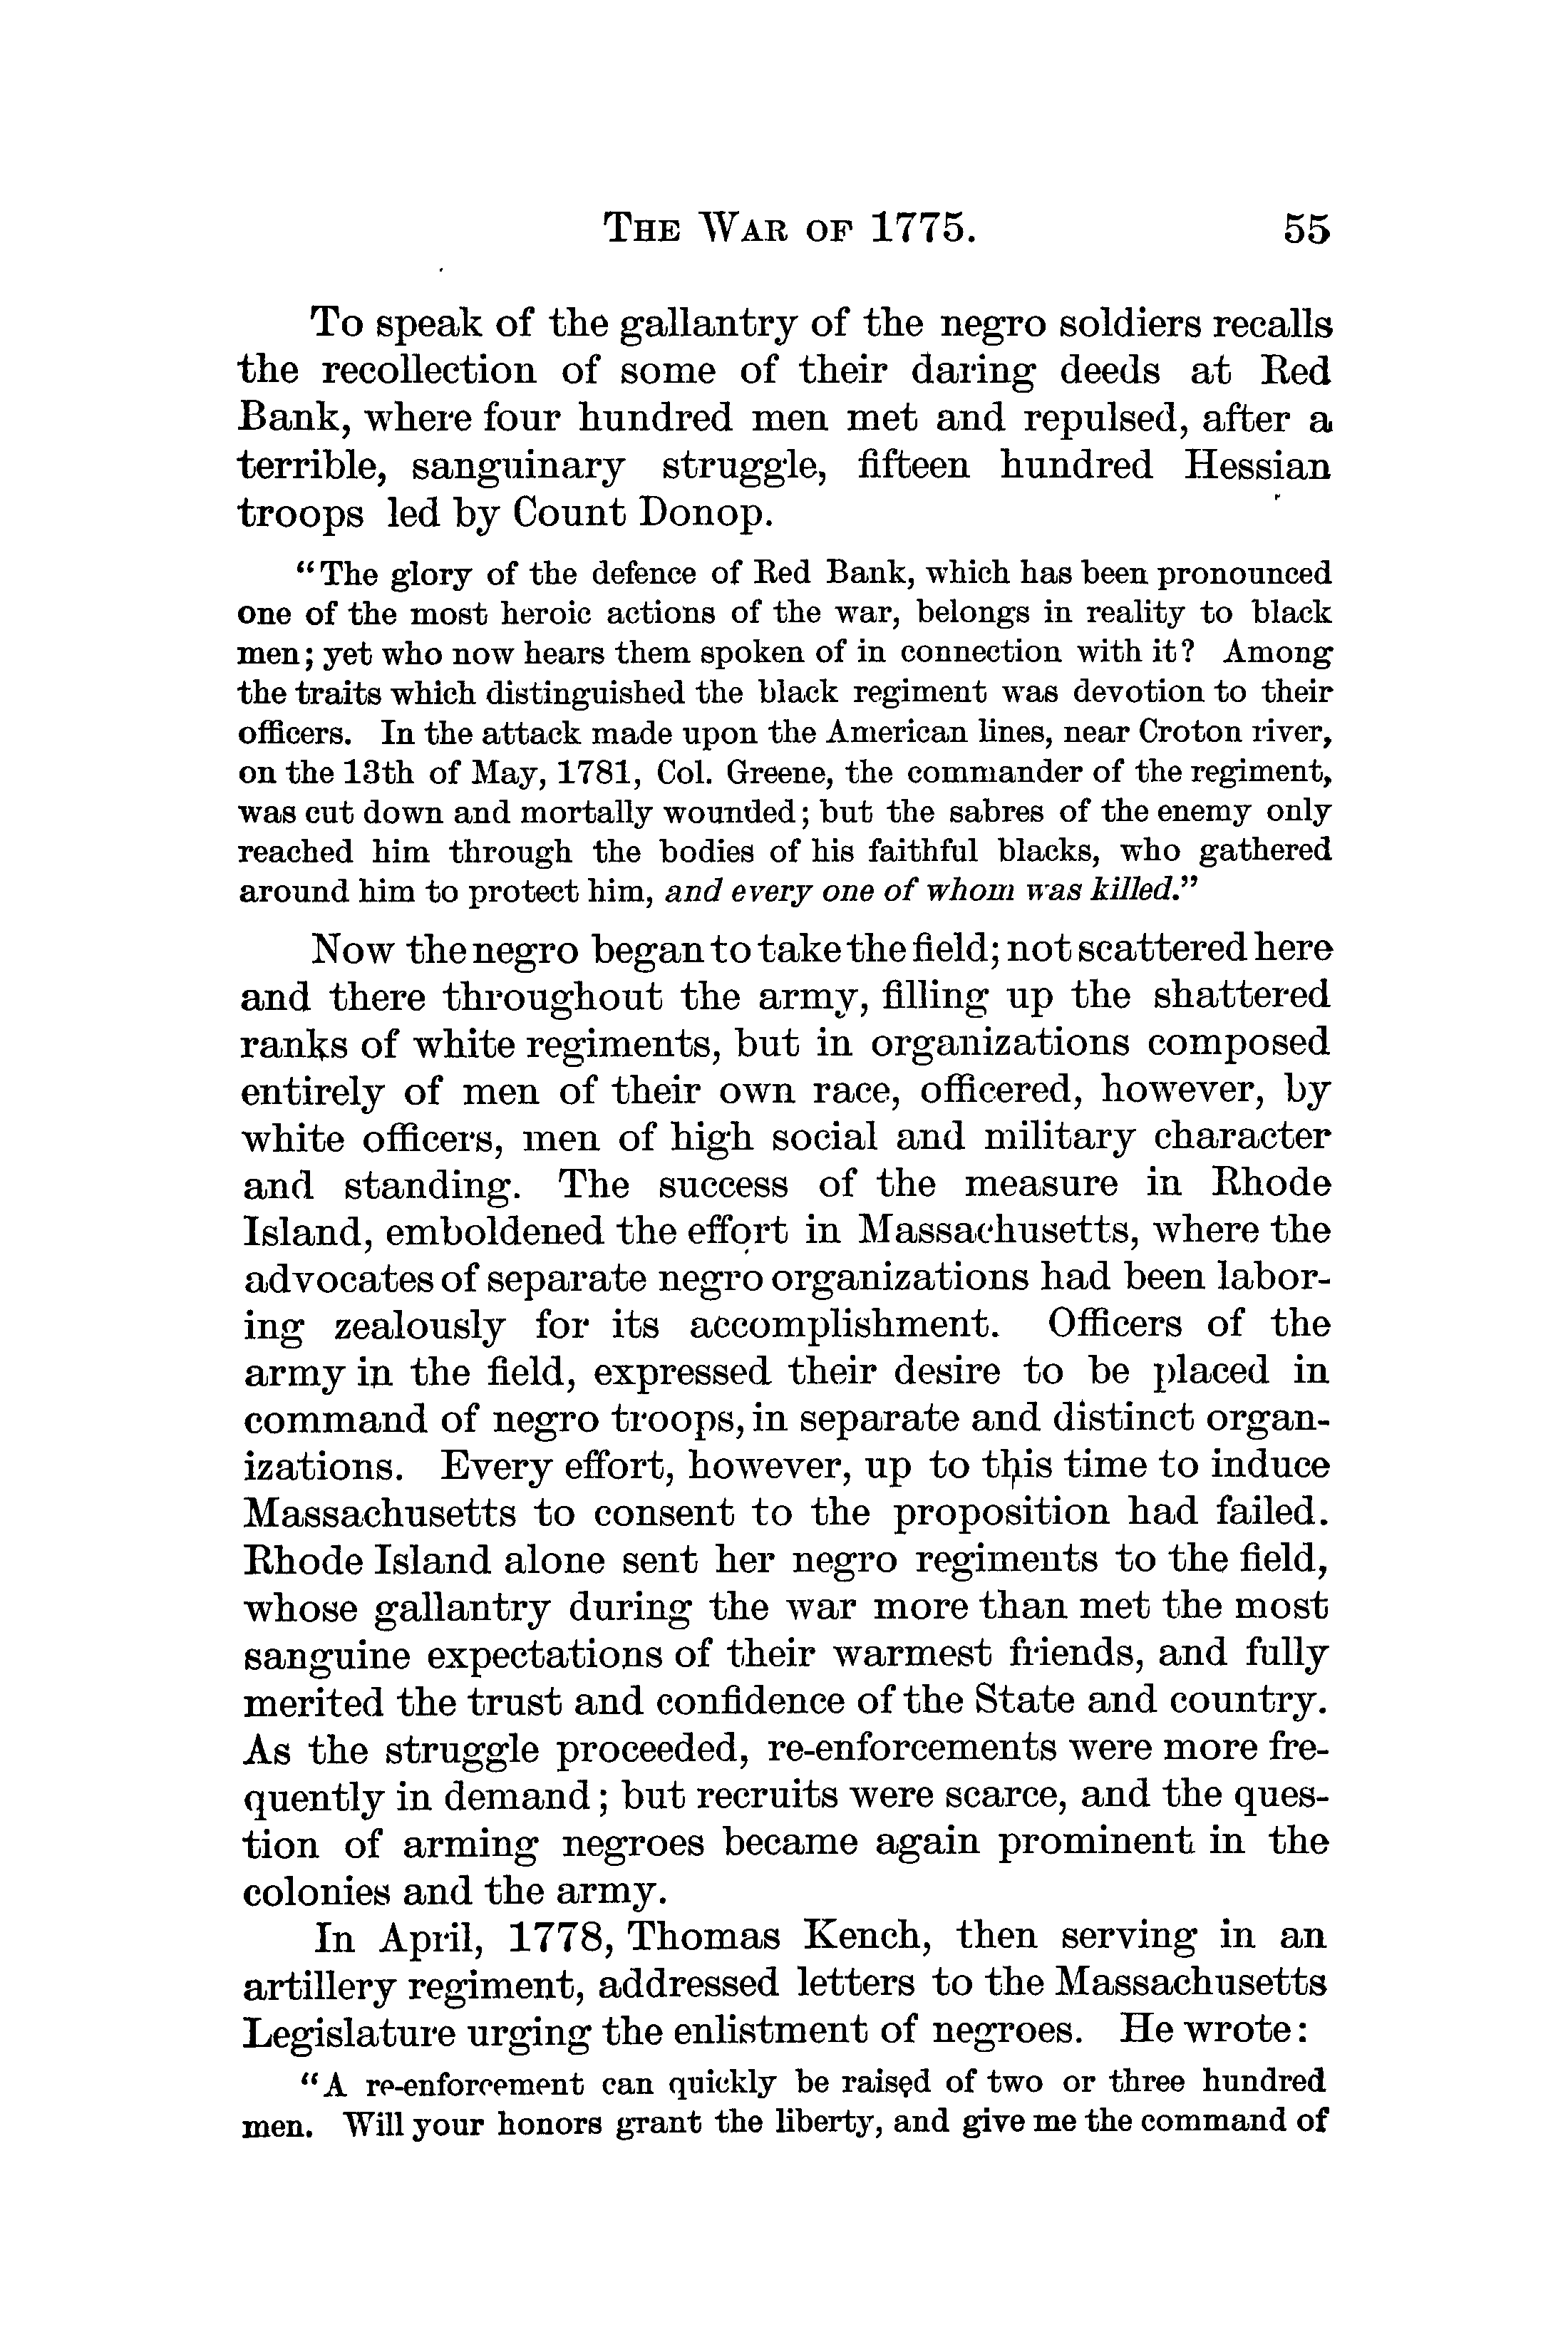 THE WAR OF 1775. 55
To speak of the gallantry of the negro soldiers recalls
the recollection of some of their daring deeds at Red
Bank, where four hundred men met and repulsed, after a
terrible, sanguinary struggle, fifteen hundred Hessian
troops led by Count Donop.
“The glory of the defence of Red Bank, which has been pronounced
one of the most heroic actions of the war, belongs in reality to black
men; yet who now hears them spoken of in connection with it? Among
the traits which distinguished the black regiment was devotion to their
officers. In the attack made upon the American lines, near Croton river,
on the 13th of May, 1781, Col. Greene, the commander of the regiment,
was cut down and mortally wounded; but the sabres of the enemy only
reached him through the bodies of his faithful blacks, who gathered
around him to protect him, and every one of whom was killed.”
Now the negro began to take the field; not scattered here
and there throughout the army, filling up the shattered
ranks of white regiments, but in organizations composed
entirely of men of their own race, officered, however, by
white officers, men of high social and military character
and standing. The success of the measure in Rhode
Island, emboldened the effort in Massachusetts, where the
advocates of separate negro organizations had been labor-
ing zealously for its accomplishment. Officers of the
army in the field, expressed their desire to be placed in
command of negro troops, in separate and distinct organ-
izations. Every effort, however, up to this time to induce
Massachusetts to consent to the proposition had failed.
Rhode Island alone sent her negro regiments to the field,
whose gallantry during the war more than met the most
sanguine expectations of their warmest friends, and fully
merited the trust and confidence of the State and country.
As the struggle proceeded, re-enforcements were more fre-
quently in demand; but recruits were scarce, and the ques-
tion of arming negroes became again prominent in the
colonies and the army.
In April, 1778, Thomas Kench, then serving in an
artillery regiment, addressed letters to the Massachusetts
Legislature urging the enlistment of negroes. He wrote:
“A re-enforcement can quickly be raised of two or three hundred
men. Will your honors grant the liberty, and give me the command of